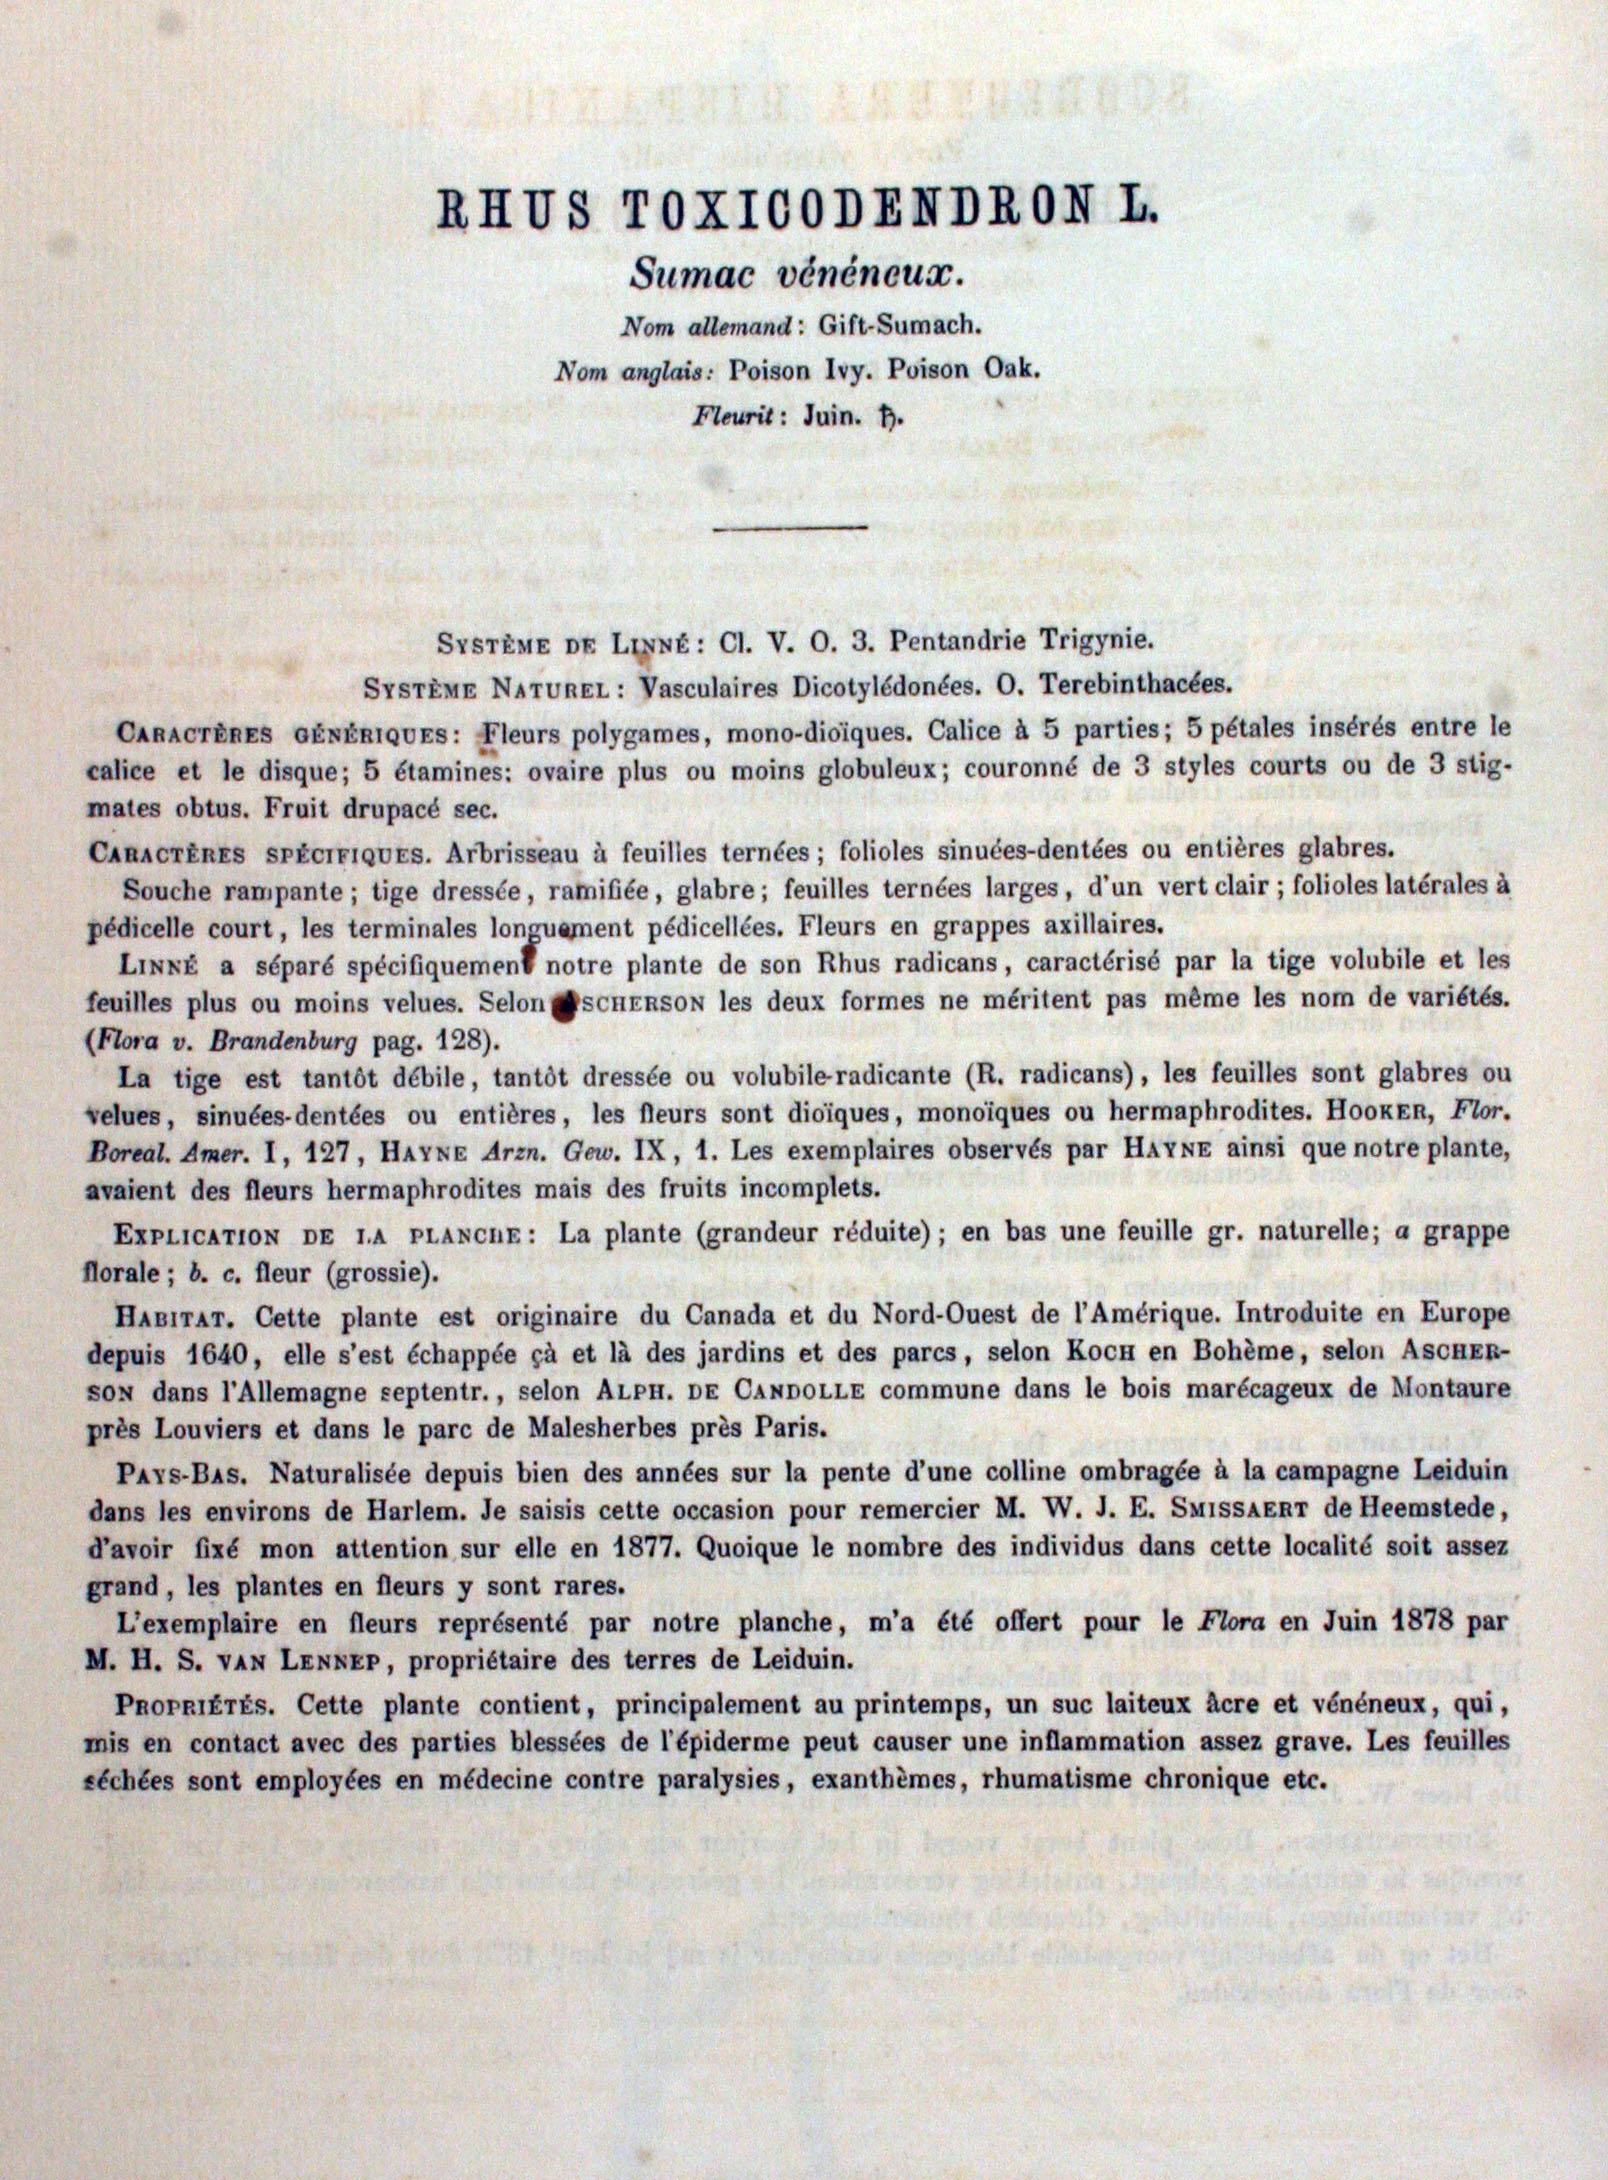 RHUS TOXICODENDRON L.
Sumac vénéneux.
Nom allemand: Gift-Sumach.
Nom anglais: Poison Ivy. Poison Oak.
Fleurit: Juin. ♄.
SYSTÈME DE LINNÉ: Cl. V. O. 3. Pentandrie Trigynie.
SYSTÈME NATUREL: Vasculaires Dicotylédonées. O. Terebinthacées.
CARACTÈRES GÉNÉRIQUES: Fleurs polygames, mono-dioïques. Calice à 5 parties; 5 pétales insérés entre le
calice et le disque; 5 étamines: ovaire plus ou moins globuleux; couronné de 3 styles courts ou de 3 stig-
mates obtus. Fruit drupacé sec.
CARACTÈRES SPÉCIFIQUES. Arbrisseau à feuilles ternées; folioles sinuées-dentées ou entières glabres.
Souche rampante; tige dressée, ramifiée, glabre; feuilles ternées larges, d'un vert clair; folioles latérales à
pédicelle court, les terminales longuement pédicellées. Fleurs en grappes axillaires.
LINNÉ a séparé spécifiquement notre plante de son Rhus radicans, caractérisé par la tige volubile et les
feuilles plus ou moins velues. Selon ASCHERSON les deux formes ne méritent pas même les nom de variétés.
(Flora v. Brandenburg pag. 128).
La tige est tantôt débile, tantôt dressée ou volubile-radicante (R. radicans), les feuilles sont glabres ou
velues, sinuées-dentées ou entières, les fleurs sont dioïques, monoïques ou hermaphrodites. HOOKER, Flor.
Boreal. Amer. I, 127, HAYNE Arzn. Gew. IX, 1. Les exemplaires observés par HAYNE ainsi que notre plante,
avaient des fleurs hermaphrodites mais des fruits incomplets.
EXPLICATION DE LA PLANCHE: La plante (grandeur réduite); en bas une feuille gr. naturelle; a grappe
florale; b. c. fleur (grossie).
HABITAT. Cette plante est originaire du Canada et du Nord-Ouest de l'Amérique. Introduite en Europe
depuis 1640, elle s'est échappée çà et là des jardins et des parcs, selon KOCH en Bohème, selon ASCHER-
SON dans l'Allemagne septentr., selon ALPH. DE CANDOLLE commune dans le bois marécageux de Montaure
près Louviers et dans le parc de Malesherbes près Paris.
PAYS-BAS. Naturalisée depuis bien des années sur la pente d'une colline ombragée à la campagne Leiduin
dans les environs de Harlem. Je saisis cette occasion pour remercier M. W. J. E. SMISSAERT de Heemstede,
d'avoir fixé mon attention sur elle en 1877. Quoique le nombre des individus dans cette localité soit assez
grand, les plantes en fleurs y sont rares.
L'exemplaire en fleurs représenté par notre planche, m'a été offert pour le Flora en Juin 1878 par
M. H. S. VAN LENNEP, propriétaire des terres de Leiduin.
PROPRIÉTÉS. Cette plante contient, principalement au printemps, un suc laiteux âcre et vénéneux, qui,
mis en contact avec des parties blessées de l'épiderme peut causer une inflammation assez grave. Les feuilles
séchées sont employées en médecine contre paralysies, exanthèmes, rhumatisme chronique etc.